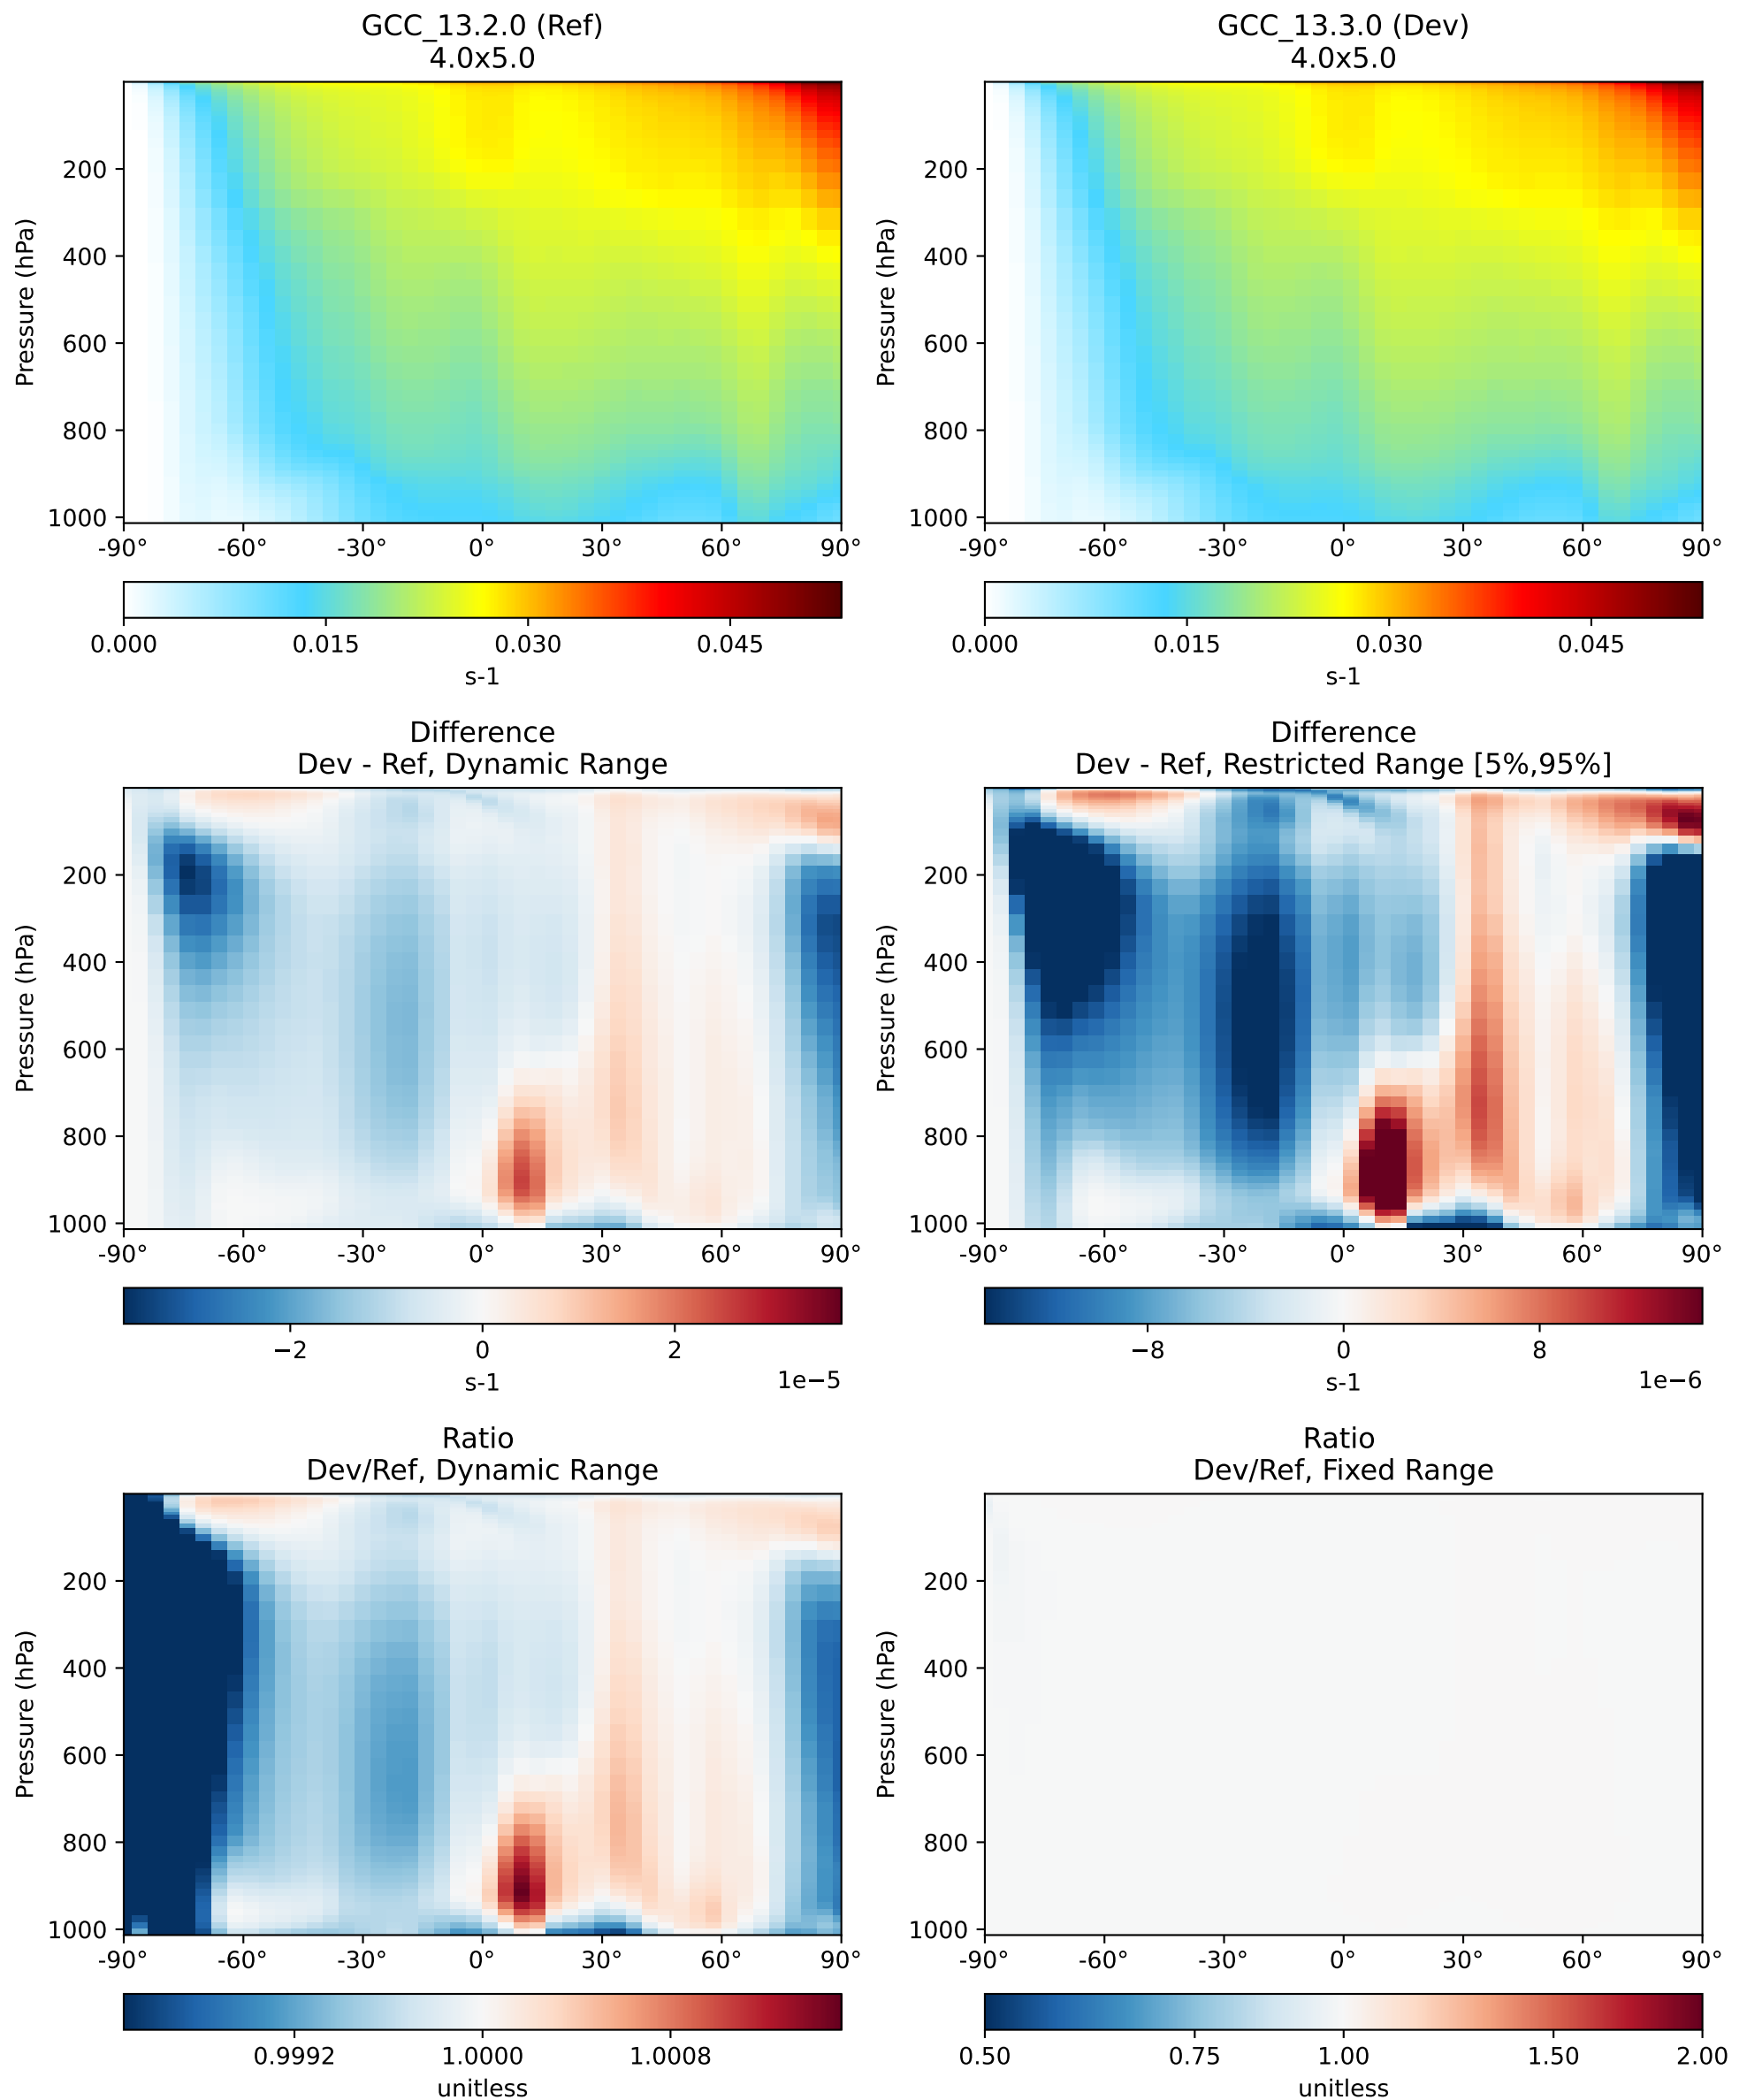 GCC_13.2.0 (Ref)
4.0x5.0
Pressure (hPa)
200
400
600
800
1000
-90° -60° -30° 0° 30° 60° 90°
0.000 0.015 0.030 0.045
s-1
GCC_13.3.0 (Dev)
4.0x5.0
Pressure (hPa)
200
400
600
800
1000
-90° -60° -30° 0° 30° 60° 90°
0.000 0.015 0.030 0.045
s-1
Difference
Dev - Ref, Dynamic Range
Pressure (hPa)
200
400
600
800
1000
-90° -60° -30° 0° 30° 60° 90°
−2 0 2
s-1 1e−5
Difference
Dev - Ref, Restricted Range [5%,95%]
Pressure (hPa)
200
400
600
800
1000
-90° -60° -30° 0° 30° 60° 90°
−8 0 8
s-1 1e−6
Ratio
Dev/Ref, Dynamic Range
Pressure (hPa)
200
400
600
800
1000
-90° -60° -30° 0° 30° 60° 90°
0.9992 1.0000 1.0008
unitless
Ratio
Dev/Ref, Fixed Range
Pressure (hPa)
200
400
600
800
1000
-90° -60° -30° 0° 30° 60° 90°
0.50 0.75 1.00 1.50 2.00
unitless